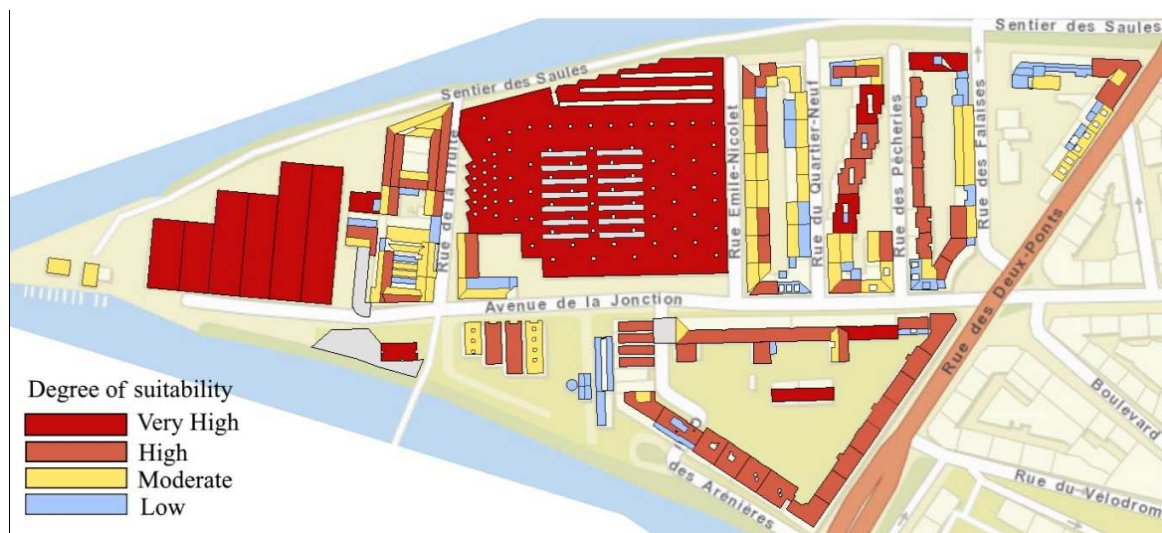 Sentier des Saules
Sentier des Saules
Rue de la Truite
Rue Emile-Nicolet
Rue du Quartier-Neuf
Rue des Pêcheries
Rue des Falaises
Avenue de la Jonction
Rue des Deux-Ponts
Boulevard
Rue du Vélodrom
des Arénières
Degree of suitability
Very High
High
Moderate
Low